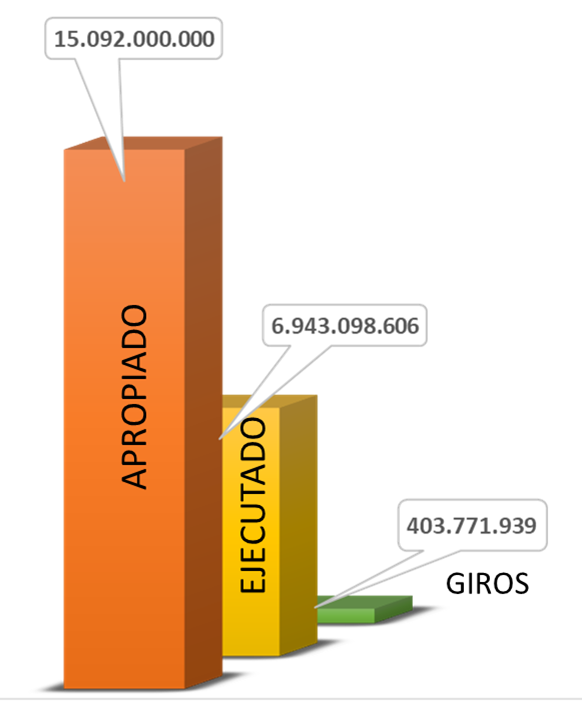 15.092.000.000
APROPIADO
6.943.098.606
EJECUTADO
403.771.939
GIROS